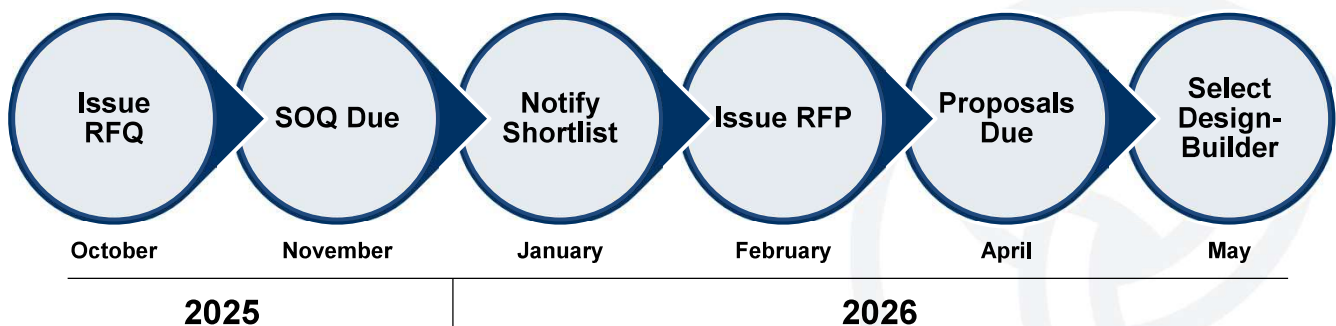 Issue
RFQ
SOQ Due
Notify
Shortlist
Issue RFP
Proposals
Due
Select
Design-
Builder
October
November
January
February
April
May
2025
2026